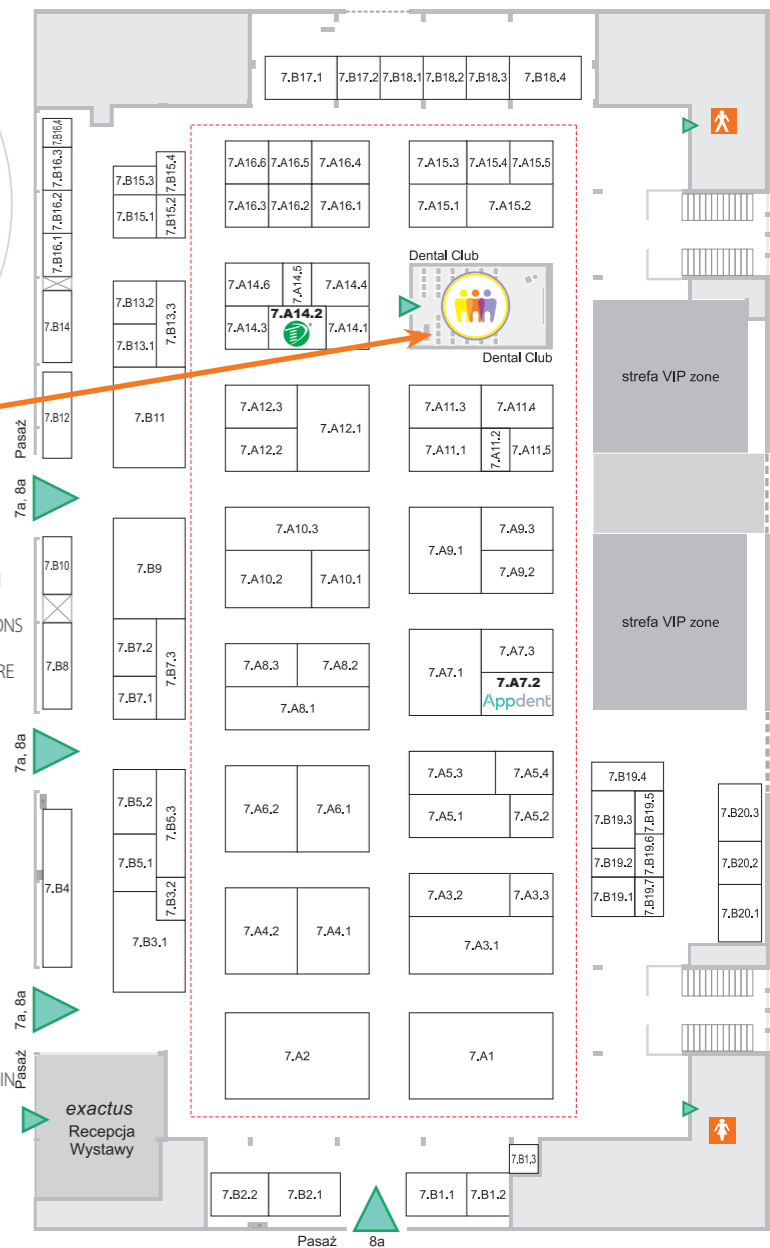 7.B17.1 7.B17.2 7.B18.1 7.B18.2 7.B18.3 7.B18.4
7.B16.4
7.B16.3
7.B16.2
7.B16.1
7.B14
7.B12
7.B15.3 7.B15.4
7.B15.1 7.B15.2
7.A16.6 7.A16.5 7.A16.4
7.A16.3 7.A16.2 7.A16.1
7.A15.3 7.A15.4 7.A15.5
7.A15.1 7.A15.2
Dental Club
7.B13.2 7.B13.3
7.B13.1
7.A14.6 7.A14.5 7.A14.4
7.A14.3 7.A14.2 7.A14.1
Dental Club
strefa VIP zone
7.B11
7.A12.3 7.A12.1
7.A12.2
7.A11.3 7.A11.4
7.A11.1 7.A11.2 7.A11.5
Pasaż
7a, 8a
7.B10
7.B9
7.A10.3
7.A10.2 7.A10.1
7.A9.1 7.A9.3
7.A9.2
ONS
RE
7.B8
7.B7.2 7.B7.3
7.B7.1
7.A8.3 7.A8.2
7.A8.1
7.A7.1 7.A7.3
7.A7.2
Appdent
strefa VIP zone
7a, 8a
7.B5.2 7.B5.3
7.B5.1
7.A6.2 7.A6.1
7.A5.3 7.A5.4
7.A5.1 7.A5.2
7.B19.4
7.B19.3 7.B19.5
7.B19.2 7.B19.6
7.B19.1 7.B19.7
7.B20.3
7.B20.2
7.B20.1
7.B4
7.B3.2
7.B3.1
7.A4.2 7.A4.1
7.A3.2 7.A3.3
7.A3.1
7a, 8a
Pasaż
IN
7.A2 7.A1
exactus
Recepcja
Wystawy
7.B1.3
7.B2.2 7.B2.1 7.B1.1 7.B1.2
Pasaż 8a